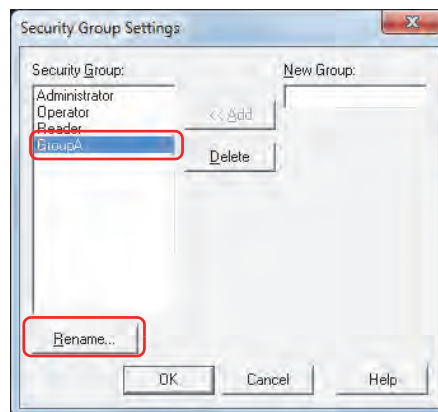 Security Group Settings
Security Group:
New Group:
Administrator
Operator
Reader
GroupA
<< Add
Delete
Rename...
OK
Cancel
Help